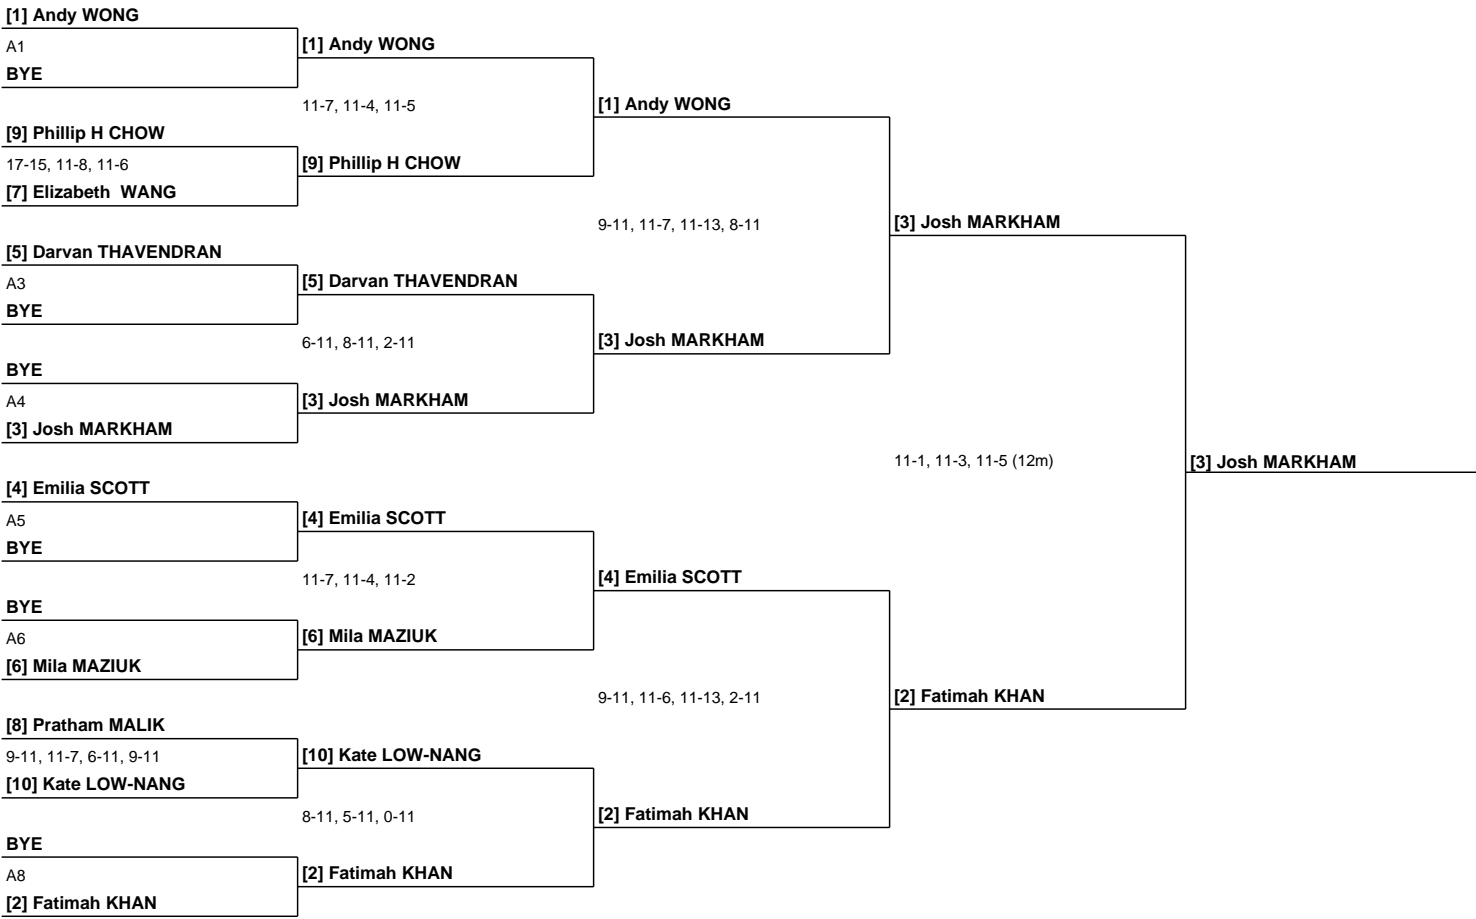 [1] Andy WONG
A1
BYE
[9] Phillip H CHOW
17-15, 11-8, 11-6
[7] Elizabeth  WANG
[5] Darvan THAVENDRAN
A3
BYE
BYE
A4
[3] Josh MARKHAM
[4] Emilia SCOTT
A5
BYE
BYE
A6
[6] Mila MAZIUK
[8] Pratham MALIK
9-11, 11-7, 6-11, 9-11
[10] Kate LOW-NANG
BYE
A8
[2] Fatimah KHAN
[1] Andy WONG
11-7, 11-4, 11-5
[9] Phillip H CHOW
[5] Darvan THAVENDRAN
6-11, 8-11, 2-11
[3] Josh MARKHAM
[4] Emilia SCOTT
11-7, 11-4, 11-2
[6] Mila MAZIUK
[10] Kate LOW-NANG
8-11, 5-11, 0-11
[2] Fatimah KHAN
[1] Andy WONG
9-11, 11-7, 11-13, 8-11
[3] Josh MARKHAM
[4] Emilia SCOTT
9-11, 11-6, 11-13, 2-11
[2] Fatimah KHAN
[3] Josh MARKHAM
11-1, 11-3, 11-5 (12m)
[2] Fatimah KHAN
[3] Josh MARKHAM